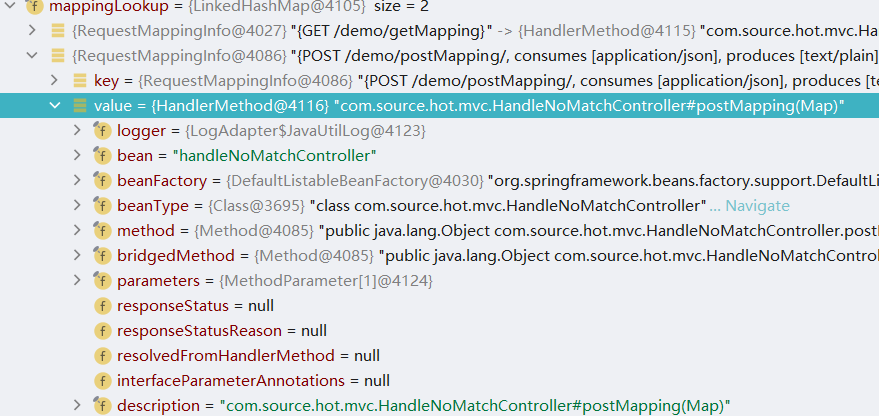 mappingLookup = {LinkedHashMap@4105} size = 2
{RequestMappingInfo@4027} "{GET /demo/getMapping}" -> {HandlerMethod@4115} "com.source.hot.mvc.Ha
{RequestMappingInfo@4086} "{POST /demo/postMapping/, consumes [application/json], produces [text/plain]
key = {RequestMappingInfo@4086} "{POST /demo/postMapping/, consumes [application/json], produces [te
value = {HandlerMethod@4116} "com.source.hot.mvc.HandleNoMatchController#postMapping(Map)"
f logger = {LogAdapter$JavaUtilLog@4123}
f bean = "handleNoMatchController"
f beanFactory = {DefaultListableBeanFactory@4030} "org.springframework.beans.factory.support.DefaultLi
f beanType = {Class@3695} "class com.source.hot.mvc.HandleNoMatchController" ... Navigate
f method = {Method@4085} "public java.lang.Object com.source.hot.mvc.HandleNoMatchController.post
f bridgedMethod = {Method@4085} "public java.lang.Object com.source.hot.mvc.HandleNoMatchContro
f parameters = {MethodParameter[1]@4124}
f responseStatus = null
f responseStatusReason = null
f resolvedFromHandlerMethod = null
f interfaceParameterAnnotations = null
f description = "com.source.hot.mvc.HandleNoMatchController#postMapping(Map)"